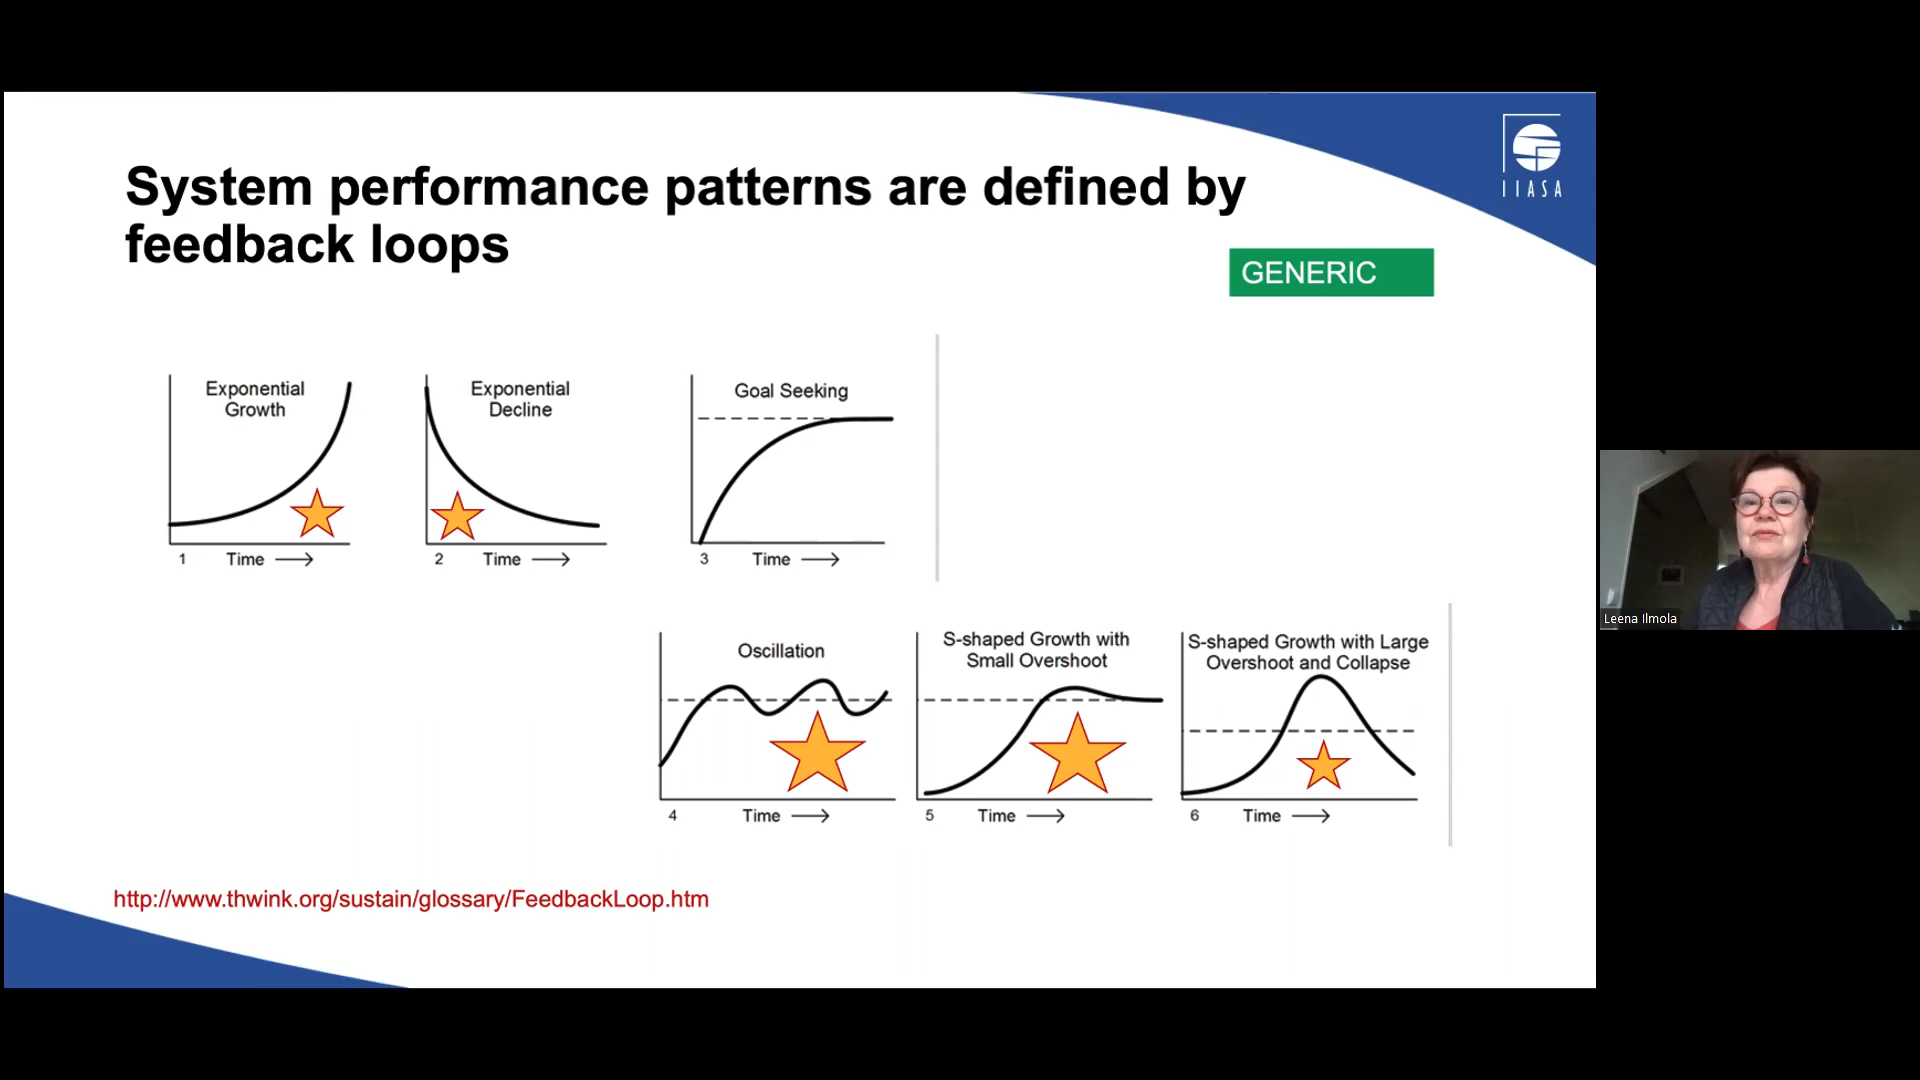 System performance patterns are defined by
feedback loops
IIASA
GENERIC
Exponential
Growth
1 Time
Exponential
Decline
2 Time
Goal Seeking
3 Time
Oscillation
4 Time
S-shaped Growth with
Small Overshoot
5 Time
S-shaped Growth with Large
Overshoot and Collapse
6 Time
http://www.thwink.org/sustain/glossary/FeedbackLoop.htm
Leena Ilmola